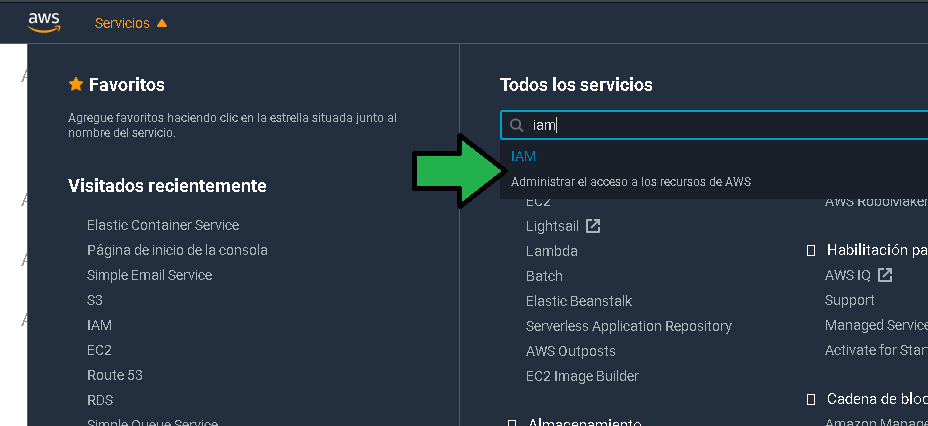 aws
Servicios
Favoritos
Agregue favoritos haciendo clic en la estrella situada junto al
nombre del servicio.
Visitados recientemente
Elastic Container Service
Página de inicio de la consola
Simple Email Service
S3
IAM
EC2
Route 53
RDS
Simple Queue Service
Todos los servicios
iam
IAM
Administrar el acceso a los recursos de AWS
EC2
Lightsail
Lambda
Batch
Elastic Beanstalk
Serverless Application Repository
AWS Outposts
EC2 Image Builder
Almacenamiento
AWS RoboMaker
Habilitación pa
AWS IQ
Support
Managed Service
Activate for Star
Cadena de bloc
Amazon Manage